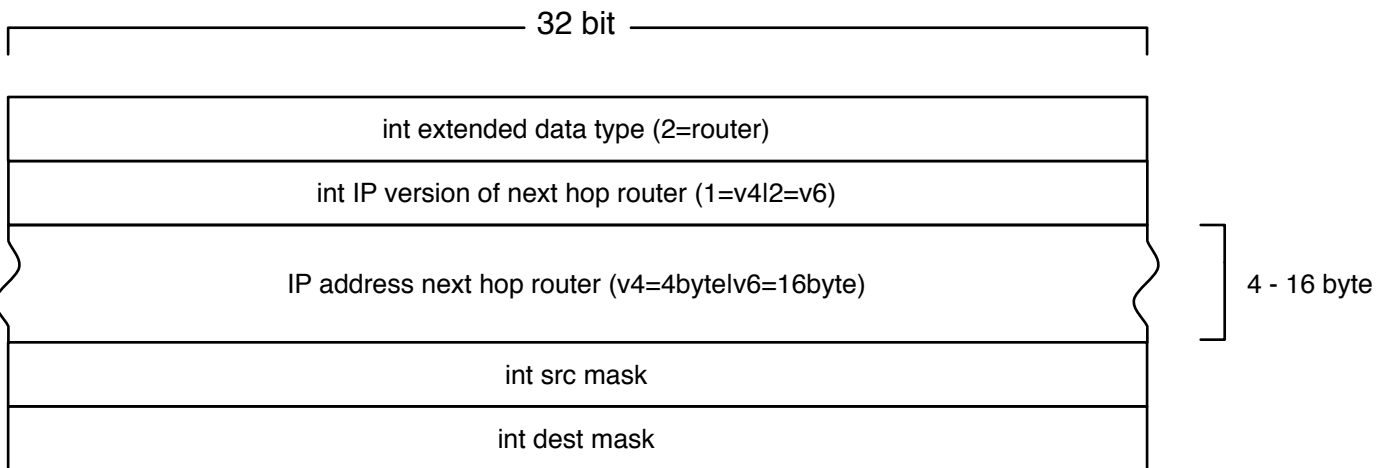 32 bit
int extended data type (2=router)
int IP version of next hop router (1=v4|2=v6)
IP address next hop router (v4=4byte|v6=16byte)
4 - 16 byte
int src mask
int dest mask